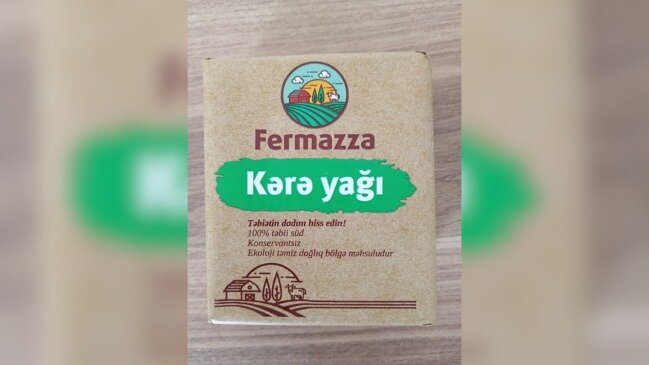 Fermazza
Kərə yağı
Təbiətin dadını hiss edin!
100% təbii süd
Konservantsız
Ekoloji təmiz dağlıq bölgə məhsuludur